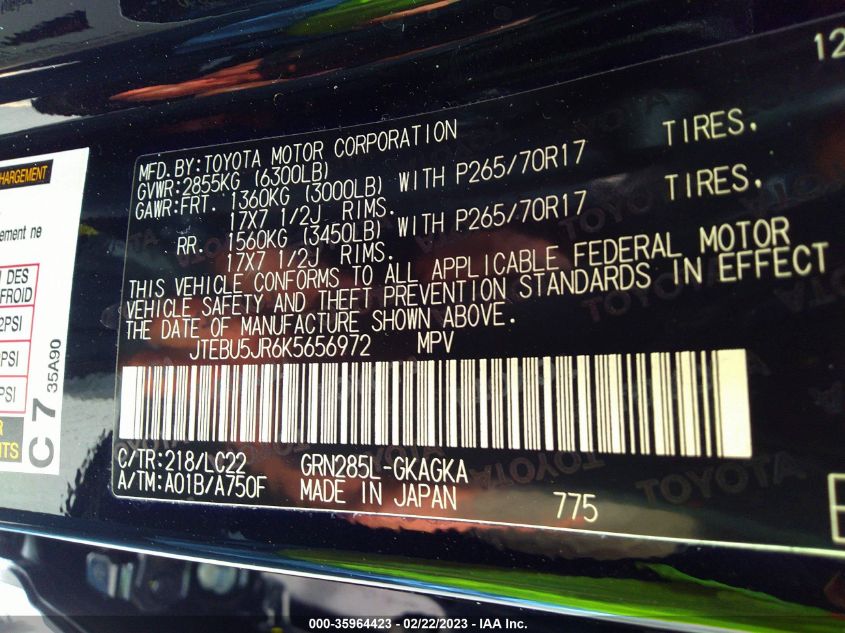 12
MFD.BY:TOYOTA MOTOR CORPORATION
GVWR:2855KG (6300LB)
GAWR:FRT. 1360KG (3000LB) WITH P265/70R17 TIRES.
17X7 1/2J RIMS.
RR. 1560KG (3450LB) WITH P265/70R17 TIRES.
17X7 1/2J RIMS.
THIS VEHICLE CONFORMS TO ALL APPLICABLE FEDERAL MOTOR
VEHICLE SAFETY AND THEFT PREVENTION STANDARDS IN EFFECT
THE DATE OF MANUFACTURE SHOWN ABOVE.
JTEBU5JR6K5656972 MPV
C/TR:218/LC22 GRN285L-GKAGKA
A/TM:A01B/A750F MADE IN JAPAN 775
HARGEMENT
ement ne
DES
FROID
2PSI
PSI
PSI
C7 35A90
TOYOTA
TOYOTA
TOYOTA
TOYOTA
000-35964423 - 02/22/2023 - IAA Inc.